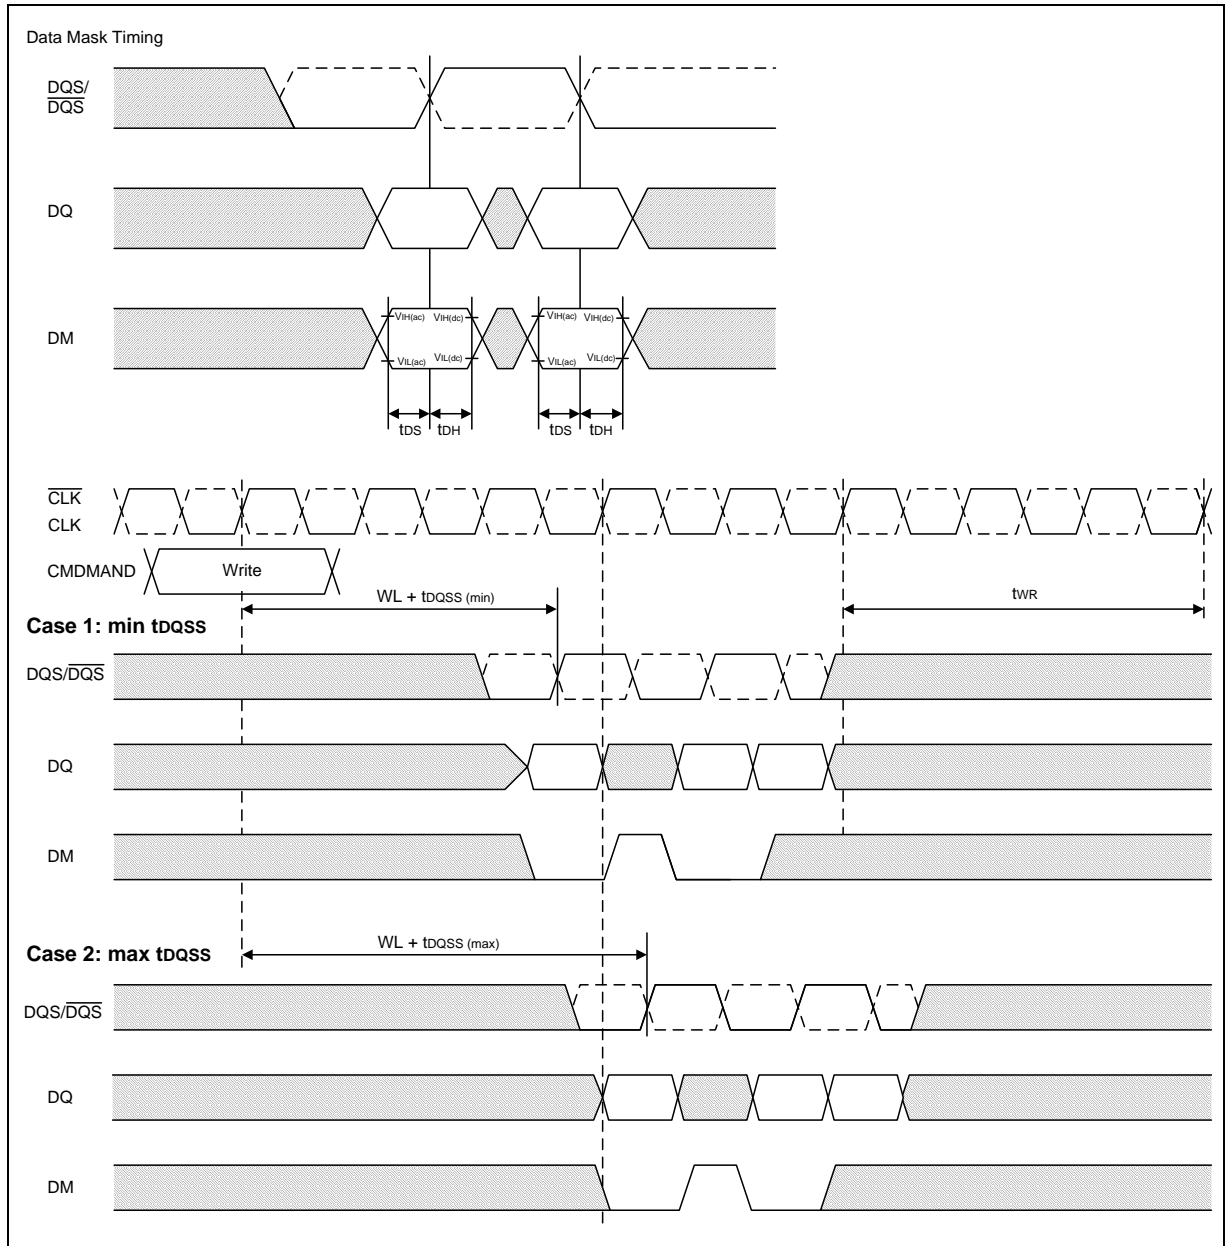 Data Mask Timing
DQS/
DQS
DQ
DM
VIH(ac) VIH(dc) VIH(ac) VIH(dc)
VIL(ac) VIL(dc) VIL(ac) VIL(dc)
tDS tDH tDS tDH
CLK
CLK
CMDMAND Write
WL + tDQSS (min) tWR
Case 1: min tDQSS
DQS/DQS
DQ
DM
Case 2: max tDQSS WL + tDQSS (max)
DQS/DQS
DQ
DM